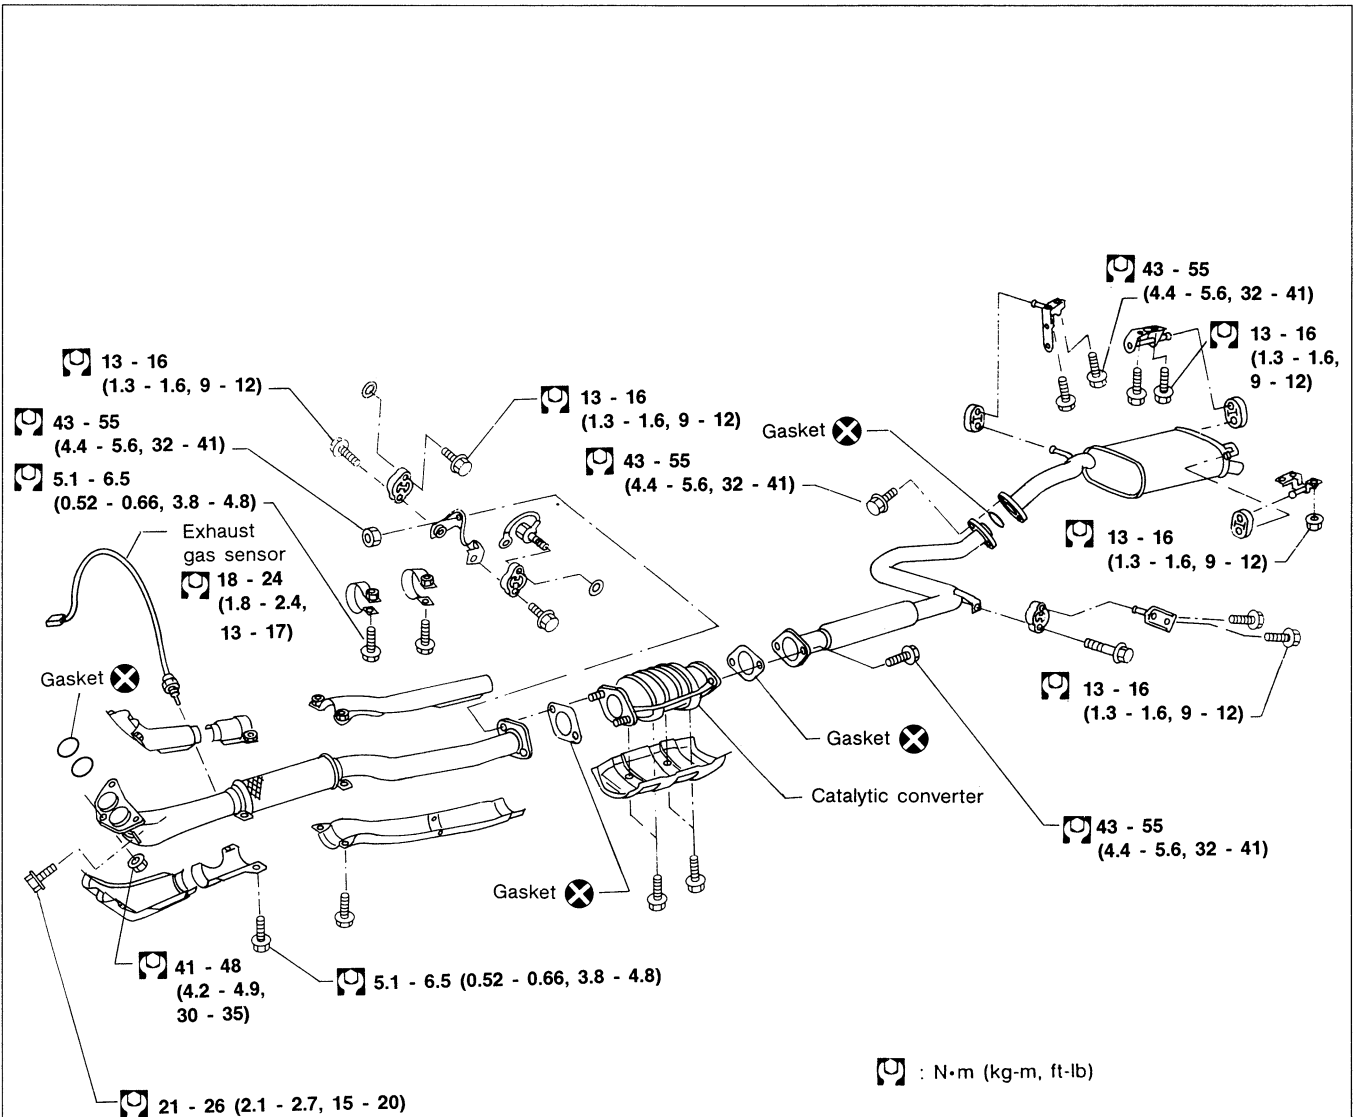 43 - 55
(4.4 - 5.6, 32 - 41)
13 - 16
(1.3 - 1.6,
9 - 12)
13 - 16
(1.3 - 1.6, 9 - 12)
13 - 16
(1.3 - 1.6, 9 - 12)
43 - 55
(4.4 - 5.6, 32 - 41)
Gasket
43 - 55
(4.4 - 5.6, 32 - 41)
5.1 - 6.5
(0.52 - 0.66, 3.8 - 4.8)
Exhaust
gas sensor
18 - 24
(1.8 - 2.4,
13 - 17)
13 - 16
(1.3 - 1.6, 9 - 12)
Gasket
13 - 16
(1.3 - 1.6, 9 - 12)
Gasket
Catalytic converter
43 - 55
(4.4 - 5.6, 32 - 41)
Gasket
41 - 48
(4.2 - 4.9,
30 - 35)
5.1 - 6.5 (0.52 - 0.66, 3.8 - 4.8)
: N•m (kg-m, ft-lb)
21 - 26 (2.1 - 2.7, 15 - 20)